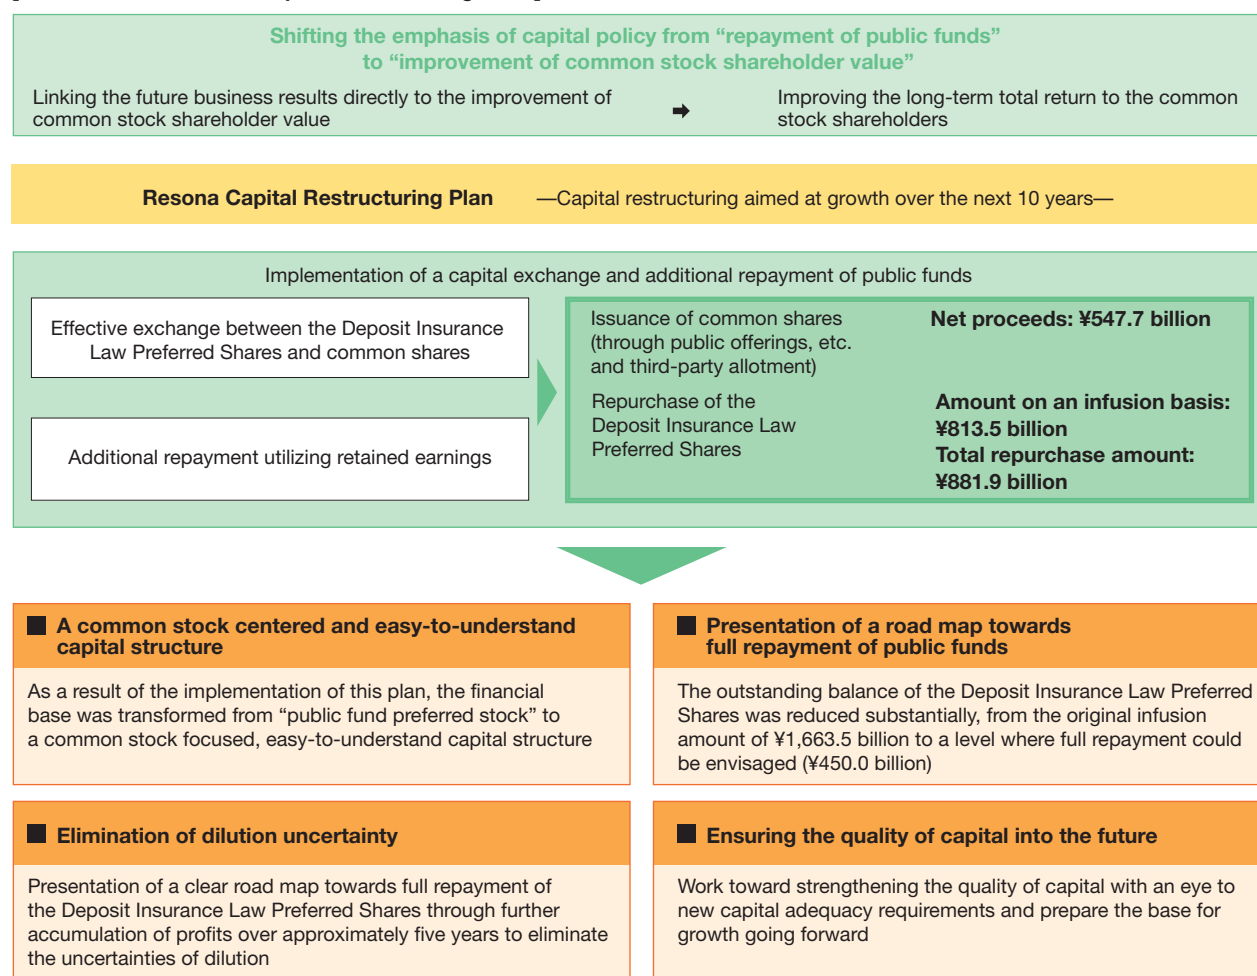 Shifting the emphasis of capital policy from “repayment of public funds”
to “improvement of common stock shareholder value”
Linking the future business results directly to the improvement of
common stock shareholder value
➡
Improving the long-term total return to the common
stock shareholders
Resona Capital Restructuring Plan —Capital restructuring aimed at growth over the next 10 years—
Implementation of a capital exchange and additional repayment of public funds
Effective exchange between the Deposit Insurance
Law Preferred Shares and common shares
Additional repayment utilizing retained earnings
Issuance of common shares
(through public offerings, etc.
and third-party allotment)
Net proceeds: ¥547.7 billion
Repurchase of the
Deposit Insurance Law
Preferred Shares
Amount on an infusion basis:
¥813.5 billion
Total repurchase amount:
¥881.9 billion
■ A common stock centered and easy-to-understand
capital structure
As a result of the implementation of this plan, the financial
base was transformed from “public fund preferred stock” to
a common stock focused, easy-to-understand capital structure
■ Presentation of a road map towards
full repayment of public funds
The outstanding balance of the Deposit Insurance Law Preferred
Shares was reduced substantially, from the original infusion
amount of ¥1,663.5 billion to a level where full repayment could
be envisaged (¥450.0 billion)
■ Elimination of dilution uncertainty
Presentation of a clear road map towards full repayment of
the Deposit Insurance Law Preferred Shares through further
accumulation of profits over approximately five years to eliminate
the uncertainties of dilution
■ Ensuring the quality of capital into the future
Work toward strengthening the quality of capital with an eye to
new capital adequacy requirements and prepare the base for
growth going forward